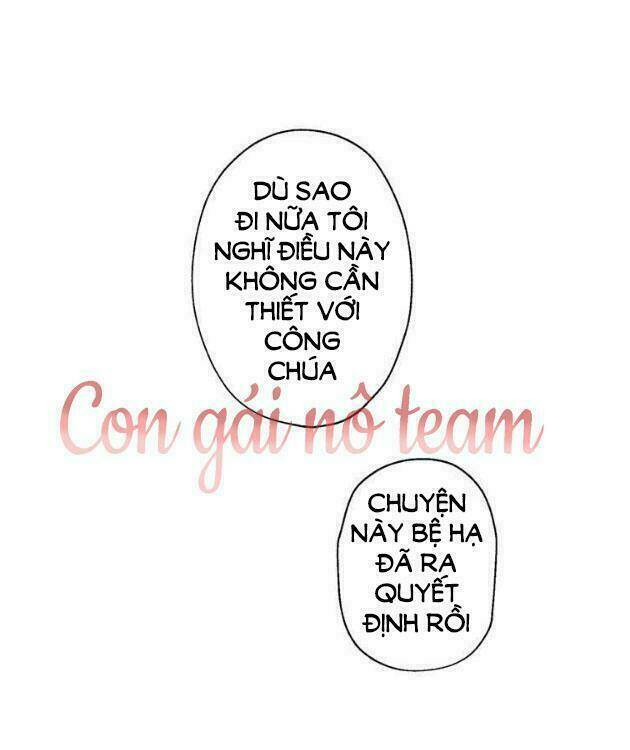 DÙ SAO
ĐI NỮA TÔI
NGHĨ ĐIỀU NÀY
KHÔNG CẦN
THIẾT VỚI
CÔNG
CHÚA
Con gái nô team
CHUYỆN
NÀY BỆ HẠ
ĐÃ RA
QUYẾT
ĐỊNH RỒI